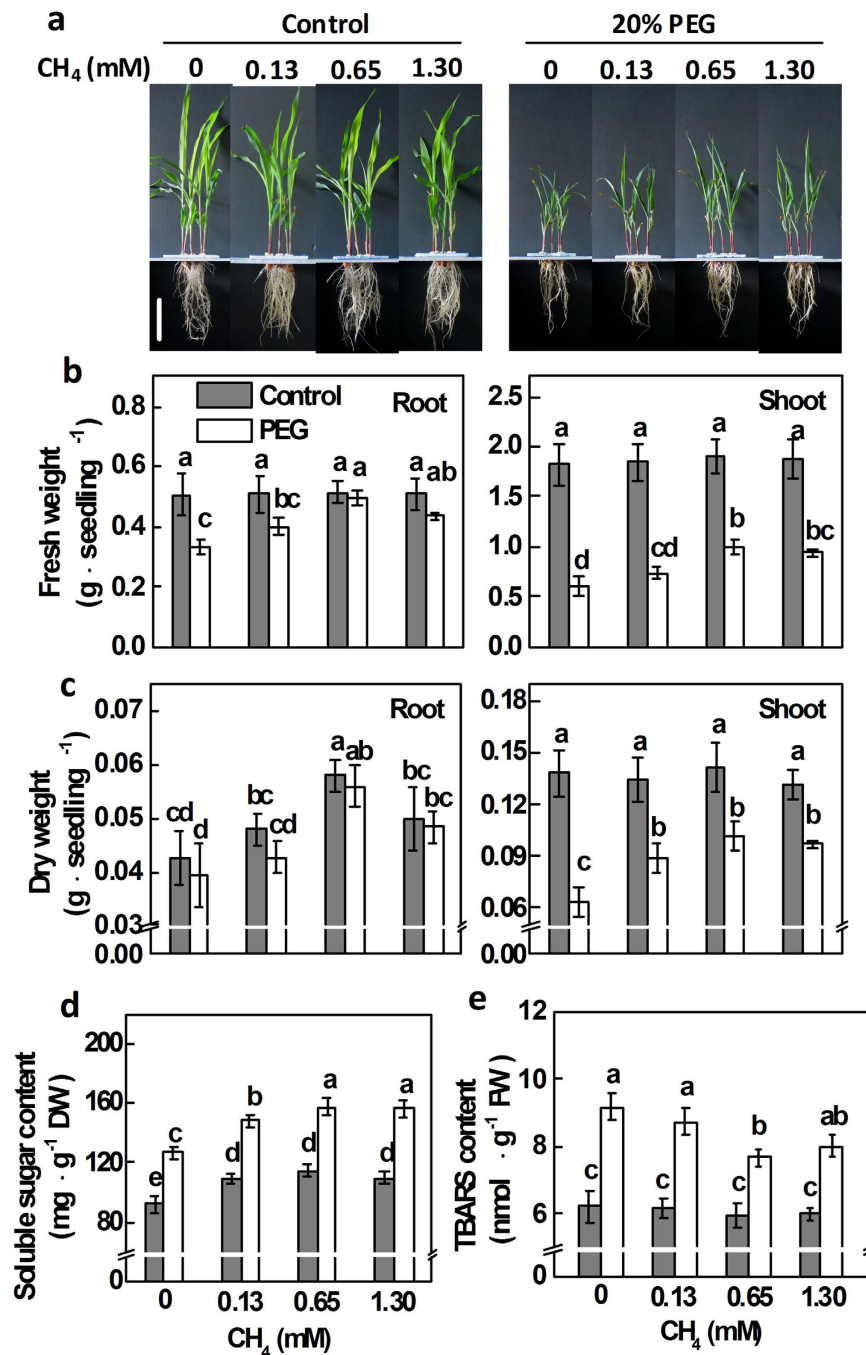 a
Control 20% PEG
CH4 (mM) 0 0.13 0.65 1.30 0 0.13 0.65 1.30
b
Fresh weight
(g · seedling -1)
0.8
0.6
0.4
0.2
0.0
Control
PEG
Root
a c a bc a a a ab
2.5
2.0
1.5
1.0
0.5
0.0
Shoot
a d a cd a b a bc
c
Dry weight
(g · seedling -1)
0.07
0.06
0.05
0.04
0.03
0.00
Root
cd d bc cd a ab bc bc
0.18
0.15
0.12
0.09
0.06
0.00
Shoot
a c a b a b a b
d
Soluble sugar content
(mg · g-1 DW)
200
160
120
80
0
e c d b d a d a
0 0.13 0.65 1.30
CH4 (mM)
e
TBARS content
(nmol · g-1 FW)
12
10
8
6
0
c a c a c b c ab
0 0.13 0.65 1.30
CH4 (mM)